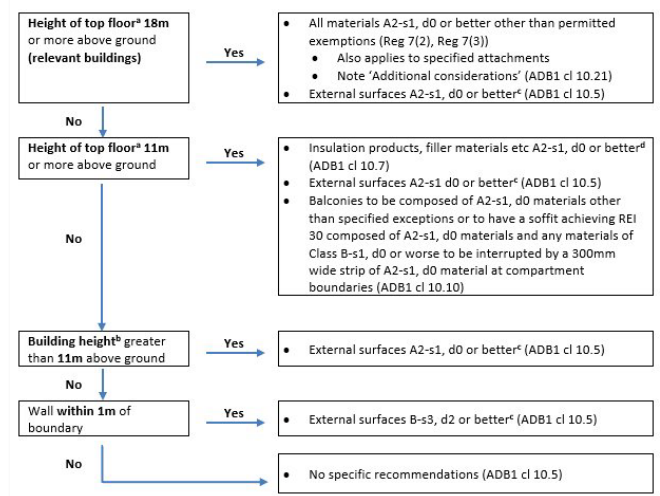 Height of top floorᵃ 18m
or more above ground
(relevant buildings)
Yes
• All materials A2-s1, d0 or better other than permitted
exemptions (Reg 7(2), Reg 7(3))
• Also applies to specified attachments
• Note ‘Additional considerations’ (ADB1 cl 10.21)
• External surfaces A2-s1, d0 or betterᶜ (ADB1 cl 10.5)
No
Height of top floorᵃ 11m
or more above ground
Yes
• Insulation products, filler materials etc A2-s1, d0 or betterᵈ
(ADB1 cl 10.7)
• External surfaces A2-s1 d0 or betterᶜ (ADB1 cl 10.5)
• Balconies to be composed of A2-s1, d0 materials other
than specified exceptions or to have a soffit achieving REI
30 composed of A2-s1, d0 materials and any materials of
Class B-s1, d0 or worse to be interrupted by a 300mm
wide strip of A2-s1, d0 material at compartment
boundaries (ADB1 cl 10.10)
No
Building heightᵇ greater
than 11m above ground
Yes
• External surfaces A2-s1, d0 or betterᶜ (ADB1 cl 10.5)
No
Wall within 1m of
boundary
Yes
• External surfaces B-s3, d2 or betterᶜ (ADB1 cl 10.5)
No
• No specific recommendations (ADB1 cl 10.5)